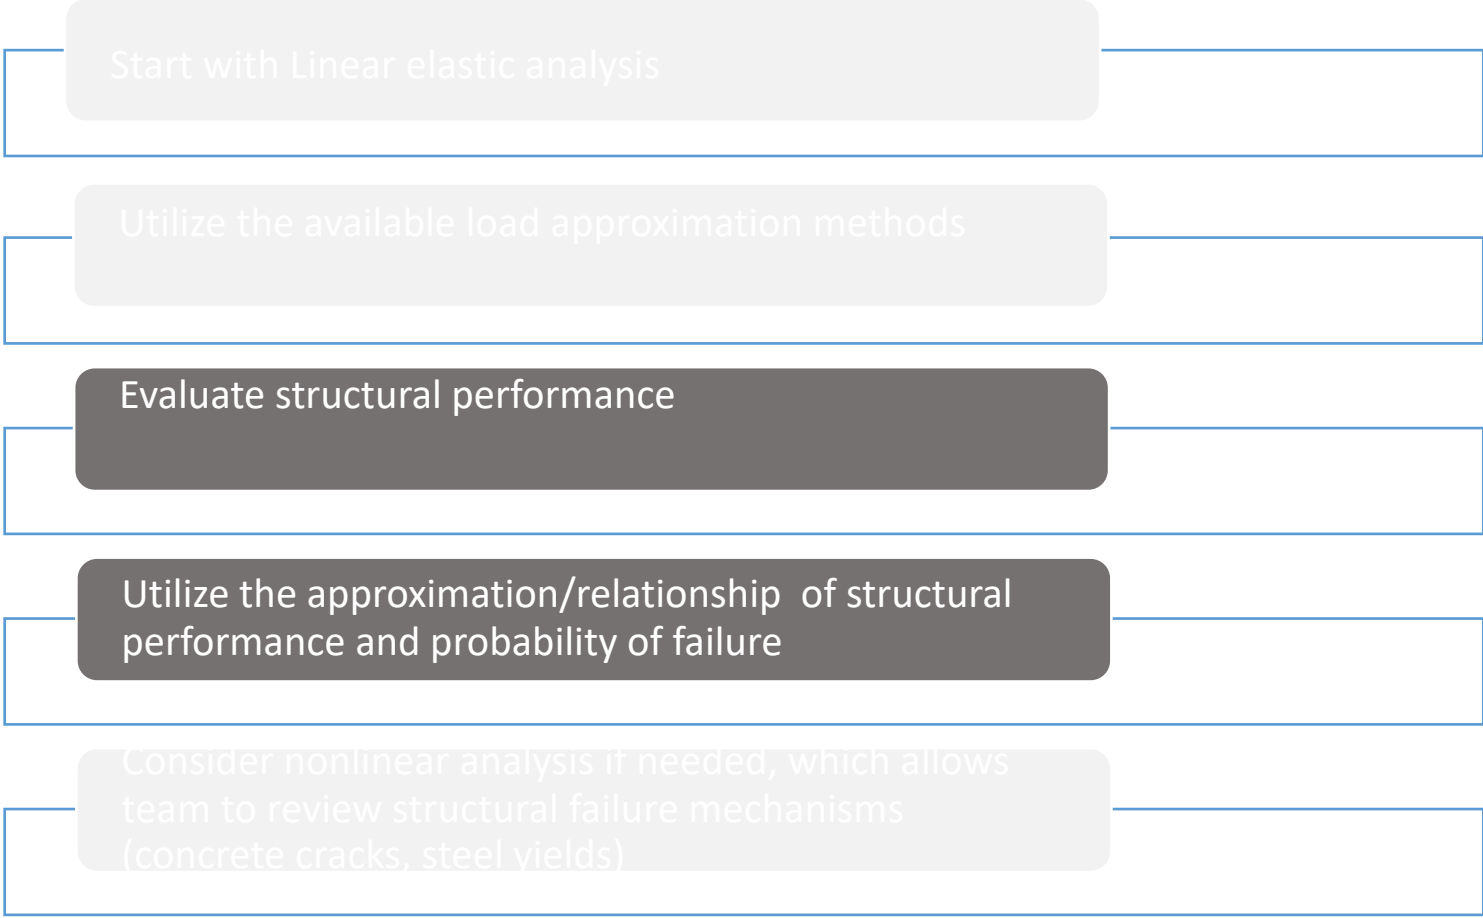 Start with Linear elastic analysis
Utilize the available load approximation methods
Evaluate structural performance
Utilize the approximation/relationship of structural
performance and probability of failure
Consider nonlinear analysis if needed, which allows
team to review structural failure mechanisms
(concrete cracks, steel yields)